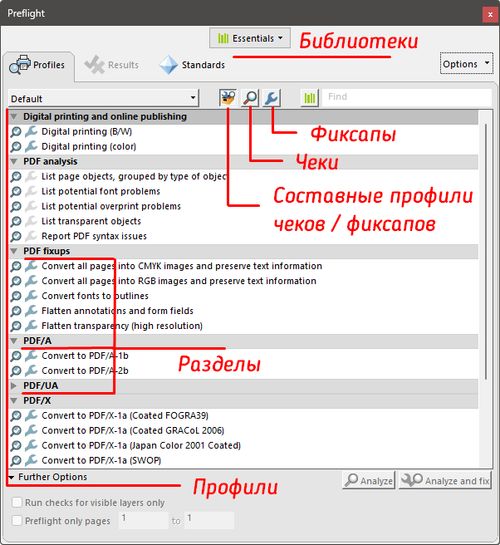 Preflight
Essentials
Библиотеки
Profiles
Results
Standards
Options
Default
Find
Фиксапы
Чеки
Составные профили
чеков / фиксапов
Digital printing and online publishing
Digital printing (B/W)
Digital printing (color)
PDF analysis
List page objects, grouped by type of object
List potential font problems
List potential overprint problems
List transparent objects
Report PDF syntax issues
PDF fixups
Convert all pages into CMYK images and preserve text information
Convert all pages into RGB images and preserve text information
Convert fonts to outlines
Flatten annotations and form fields
Flatten transparency (high resolution)
PDF/A
Разделы
Convert to PDF/A-1b
Convert to PDF/A-2b
PDF/UA
PDF/X
Convert to PDF/X-1a (Coated FOGRA39)
Convert to PDF/X-1a (Coated GRACoL 2006)
Convert to PDF/X-1a (Japan Color 2001 Coated)
Convert to PDF/X-1a (SWOP)
Further Options
Профили
Analyze
Analyze and fix
Run checks for visible layers only
Preflight only pages 1 to 1